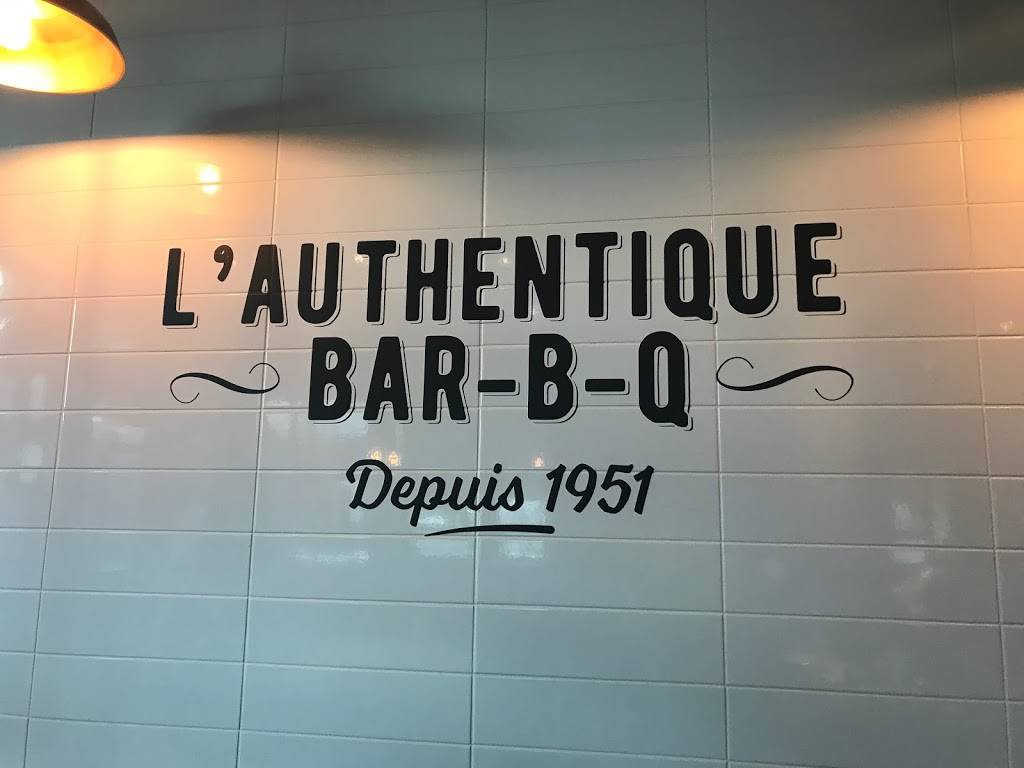 L'AUTHENTIQUE
BAR-B-Q
Depuis 1951